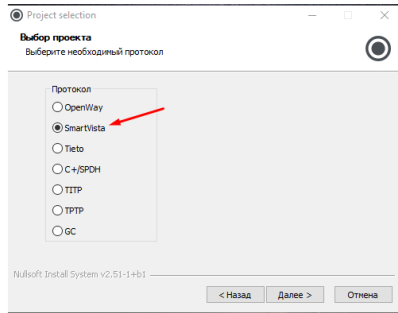 Project selection
Выбор проекта
Выберите необходимый протокол
Протокол
OpenWay
SmartVista
Tieto
C+/SPDH
TITP
TPTP
GC
Nullsoft Install System v2.51-1+b1
< Назад Далее > Отмена